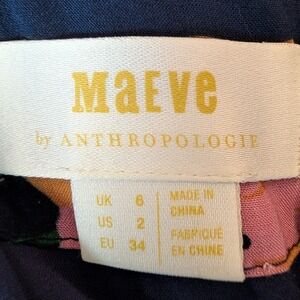 MAEVE
by ANTHROPOLOGIE
UK 6
US 2
EU 34
MADE IN
CHINA
FABRIQUÉ
EN CHINE